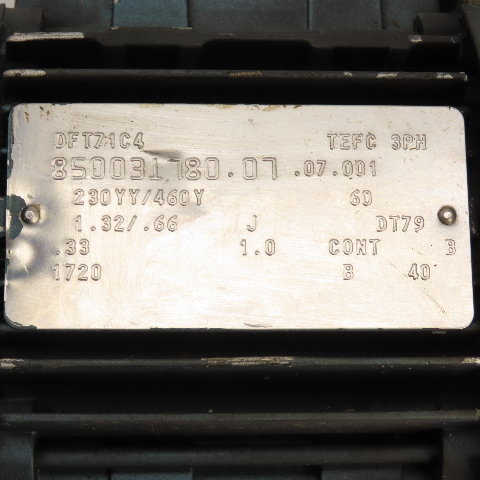 DFT71C4 TEFC 3PH
850031780.07 .07.001
230YY/460Y 60
1.32/.66 J DT79
.33 1.0 CONT B
1720 B 40